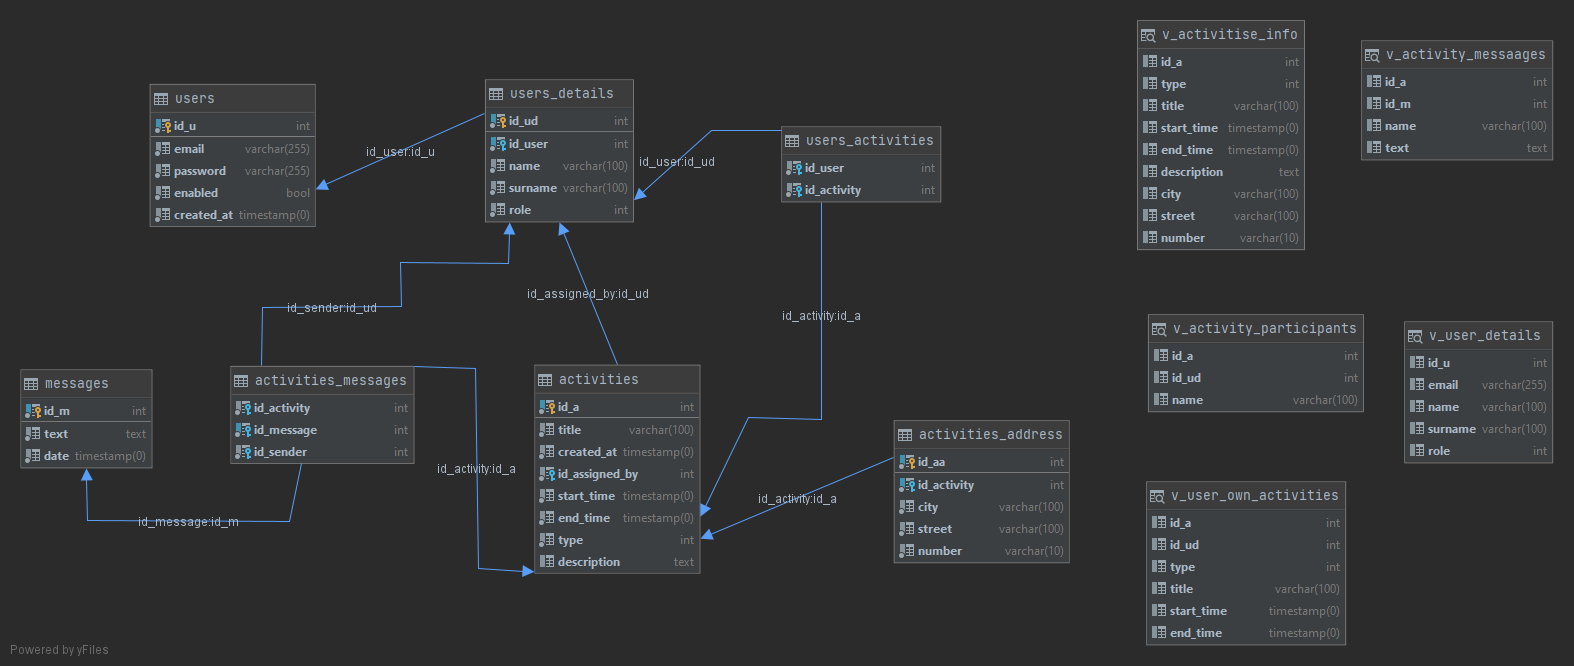 users
id_u int
email varchar(255)
password varchar(255)
enabled bool
created_at timestamp(0)
id_user:id_u
users_details
id_ud int
id_user int
name varchar(100)
surname varchar(100)
role int
id_user:id_ud
users_activities
id_user int
id_activity int
id_sender:id_ud
id_assigned_by:id_ud
id_activity:id_a
messages
id_m int
text text
date timestamp(0)
id_message:id_m
activities_messages
id_activity int
id_message int
id_sender int
id_activity:id_a
activities
id_a int
title varchar(100)
created_at timestamp(0)
id_assigned_by int
start_time timestamp(0)
end_time timestamp(0)
type int
description text
id_activity:id_a
activities_address
id_aa int
id_activity int
city varchar(100)
street varchar(100)
number varchar(10)
v_activitise_info
id_a int
type int
title varchar(100)
start_time timestamp(0)
end_time timestamp(0)
description text
city varchar(100)
street varchar(100)
number varchar(10)
v_activity_messaages
id_a int
id_m int
name varchar(100)
text text
v_activity_participants
id_a int
id_ud int
name varchar(100)
v_user_details
id_u int
email varchar(255)
name varchar(100)
surname varchar(100)
role int
v_user_own_activities
id_a int
id_ud int
type int
title varchar(100)
start_time timestamp(0)
end_time timestamp(0)
Powered by yFiles